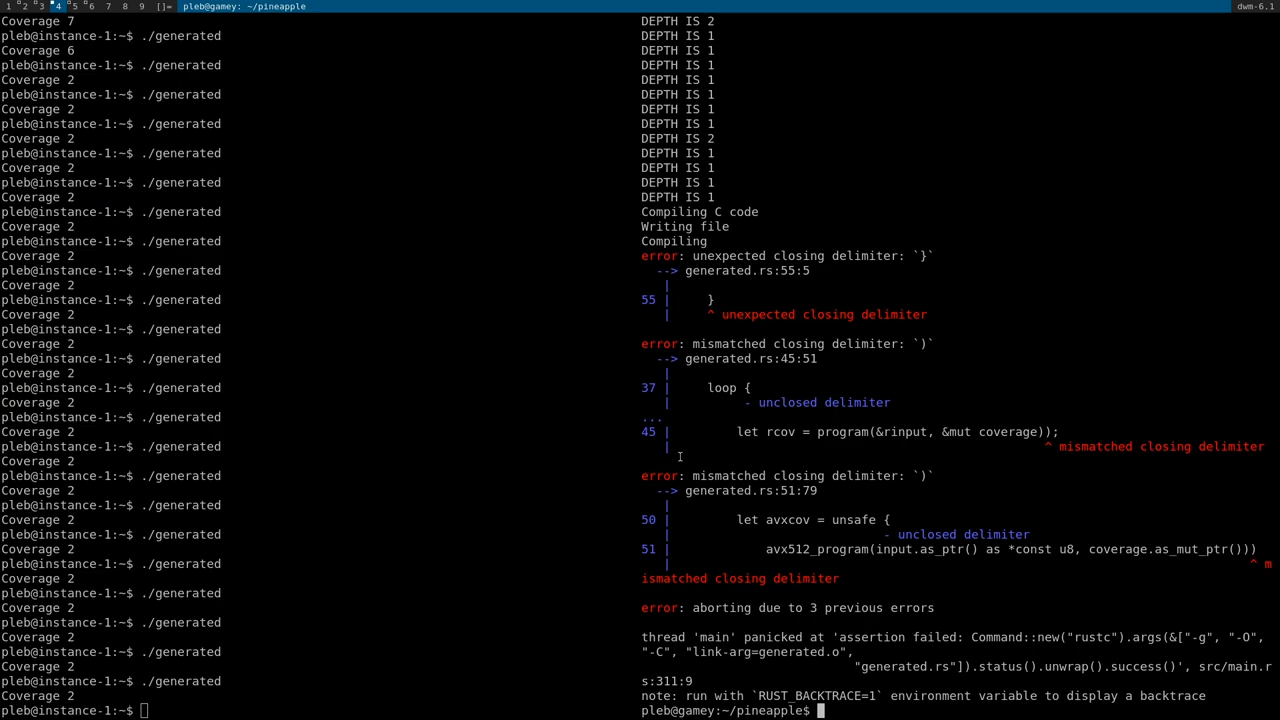 1 2 3 4 5 6 7 8 9 []= pleb@gamey: ~/pineapple dwm-6.1
Coverage 7
pleb@instance-1:~$ ./generated
Coverage 6
pleb@instance-1:~$ ./generated
Coverage 2
pleb@instance-1:~$ ./generated
Coverage 2
pleb@instance-1:~$ ./generated
Coverage 2
pleb@instance-1:~$ ./generated
Coverage 2
pleb@instance-1:~$ ./generated
Coverage 2
pleb@instance-1:~$ ./generated
Coverage 2
pleb@instance-1:~$ ./generated
Coverage 2
pleb@instance-1:~$ ./generated
Coverage 2
pleb@instance-1:~$ ./generated
Coverage 2
pleb@instance-1:~$ ./generated
Coverage 2
pleb@instance-1:~$ ./generated
Coverage 2
pleb@instance-1:~$ ./generated
Coverage 2
pleb@instance-1:~$ ./generated
Coverage 2
pleb@instance-1:~$ ./generated
Coverage 2
pleb@instance-1:~$ ./generated
Coverage 2
pleb@instance-1:~$ ./generated
Coverage 2
pleb@instance-1:~$ ./generated
Coverage 2
pleb@instance-1:~$ ./generated
Coverage 2
pleb@instance-1:~$ ./generated
Coverage 2
pleb@instance-1:~$ ./generated
Coverage 2
pleb@instance-1:~$ ./generated
Coverage 2
pleb@instance-1:~$ ./generated
Coverage 2
pleb@instance-1:~$
DEPTH IS 2
DEPTH IS 1
DEPTH IS 1
DEPTH IS 1
DEPTH IS 1
DEPTH IS 1
DEPTH IS 1
DEPTH IS 1
DEPTH IS 2
DEPTH IS 1
DEPTH IS 1
DEPTH IS 1
DEPTH IS 1
Compiling C code
Writing file
Compiling
error: unexpected closing delimiter: `}`
  --> generated.rs:55:5
   |
55 |     }
   |     ^ unexpected closing delimiter
error: mismatched closing delimiter: `)`
  --> generated.rs:45:51
   |
37 |     loop {
   |          - unclosed delimiter
...
45 |         let rcov = program(&rinput, &mut coverage));
   |                                                   ^ mismatched closing delimiter
error: mismatched closing delimiter: `)`
  --> generated.rs:51:79
   |
50 |         let avxcov = unsafe {
   |                             - unclosed delimiter
51 |             avx512_program(input.as_ptr() as *const u8, coverage.as_mut_ptr()))
   |                                                                               ^ m
ismatched closing delimiter
error: aborting due to 3 previous errors
thread 'main' panicked at 'assertion failed: Command::new("rustc").args(&["-g", "-O",
"-C", "link-arg=generated.o",
                             "generated.rs"]).status().unwrap().success()', src/main.r
s:311:9
note: run with `RUST_BACKTRACE=1` environment variable to display a backtrace
pleb@gamey:~/pineapple$